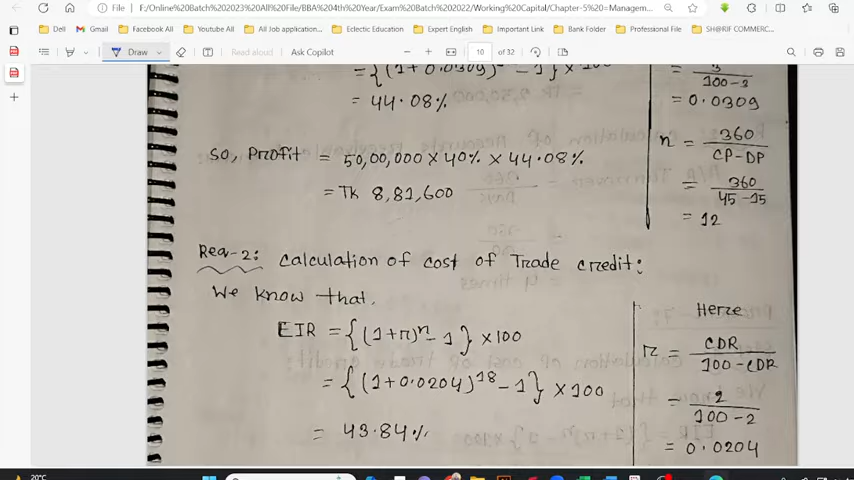 File F:/Online%20Batch%202023%20All%20File/BBA%204th%20Year/Exam%20Batch%202022/Working%20Capital/Chapter-5%20=%20Managem...
Dell Gmail Facebook All Youtube All All Job application... Eclectic Education Expert English Important Link Bank Folder Professional File SH@RIF COMMERC...
Draw Read aloud Ask Copilot 10 of 32
= 44.08%
100-3
= 0.0309
n = 360
CP-DP
= 360
45-15
= 12
So, Profit = 50,00,000 × 40% × 44.08%
= TK 8,81,600
Req-2: Calculation of cost of Trade credit:
We know that,
EIR = {(1+r)ⁿ-1} ×100
= {(1+0.0204)¹⁸-1} ×100
= 43.84%
Here
r = CDR
100-CDR
= 2
100-2
= 0.0204
20°C